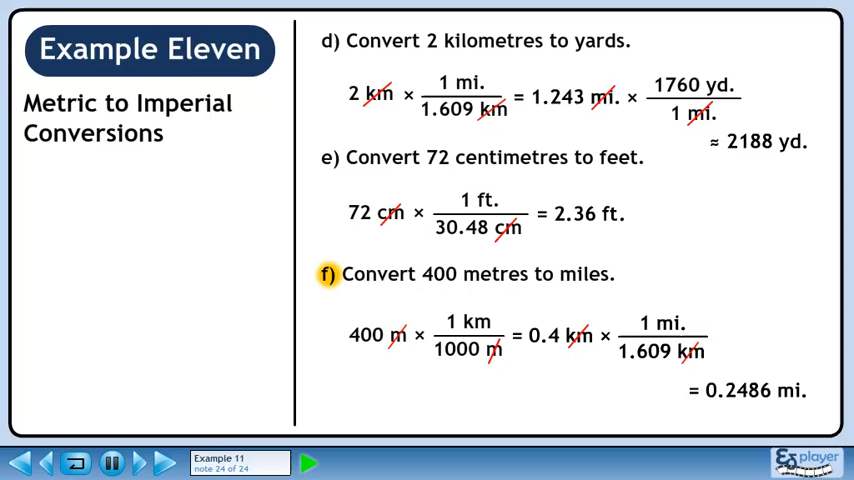 Example Eleven
Metric to Imperial
Conversions
d) Convert 2 kilometres to yards.
2 km × 1 mi. / 1.609 km = 1.243 mi. × 1760 yd. / 1 mi.
≈ 2188 yd.
e) Convert 72 centimetres to feet.
72 cm × 1 ft. / 30.48 cm = 2.36 ft.
f) Convert 400 metres to miles.
400 m × 1 km / 1000 m = 0.4 km × 1 mi. / 1.609 km
= 0.2486 mi.
Example 11
note 24 of 24
player